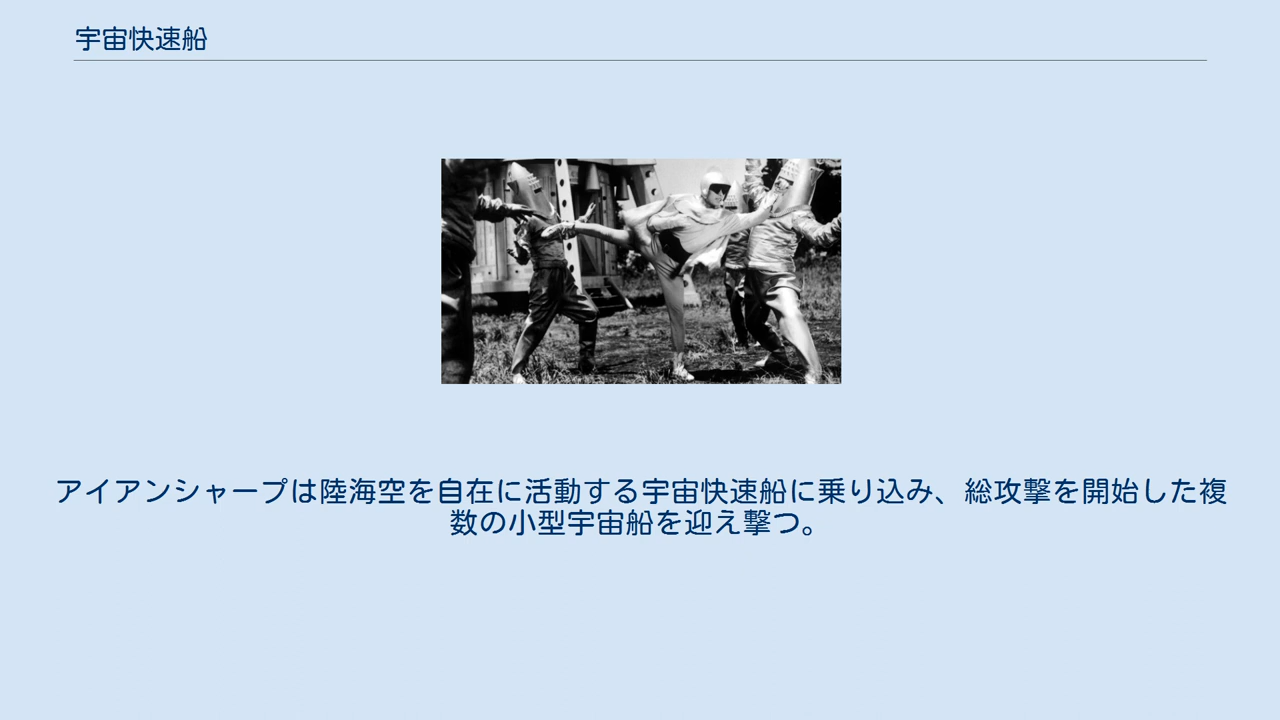 宇宙快速船
アイアンシャープは陸海空を自在に活動する宇宙快速船に乗り込み、総攻撃を開始した複
数の小型宇宙船を迎え撃つ。